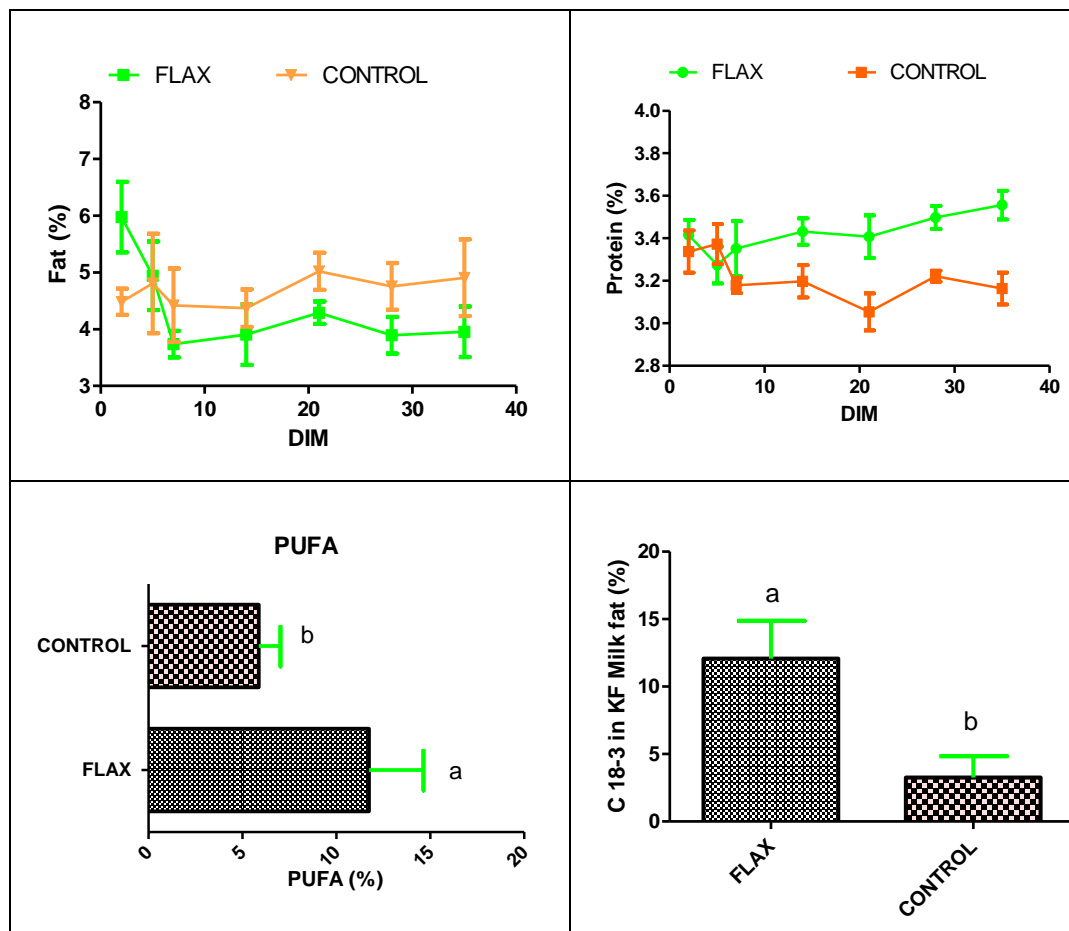 FLAX CONTROL
8
7
6
5
4
3
Fat (%)
0 10 20 30 40
DIM
FLAX CONTROL
4.0
3.8
3.6
3.4
3.2
3.0
2.8
Protein (%)
0 10 20 30 40
DIM
PUFA
CONTROL
b
FLAX
a
0 5 10 15 20
PUFA (%)
20
15
10
5
0
C 18-3 in KF Milk fat (%)
a
b
FLAX
CONTROL